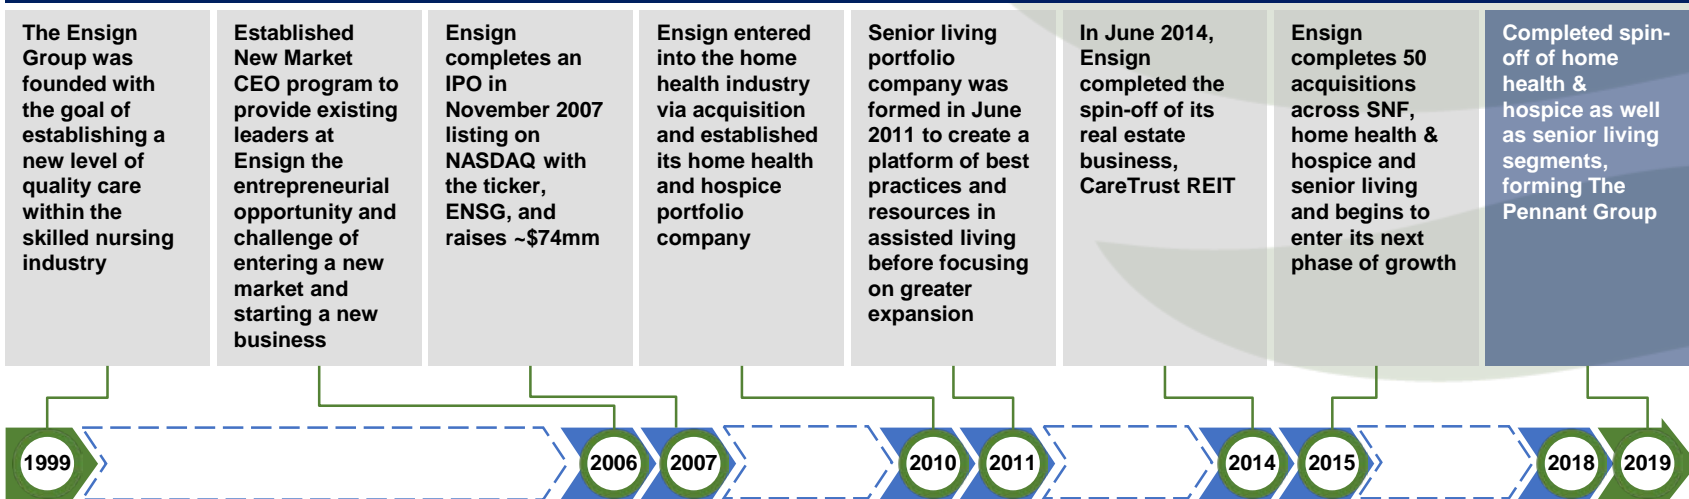 The Ensign
Group was
founded with
the goal of
establishing a
new level of
quality care
within the
skilled nursing
industry
Established
New Market
CEO program to
provide existing
leaders at
Ensign the
entrepreneurial
opportunity and
challenge of
entering a new
market and
starting a new
business
Ensign
completes an
IPO in
November 2007
listing on
NASDAQ with
the ticker,
ENSG, and
raises ~$74mm
Ensign entered
into the home
health industry
via acquisition
and established
its home health
and hospice
portfolio
company
Senior living
portfolio
company was
formed in June
2011 to create a
platform of best
practices and
resources in
assisted living
before focusing
on greater
expansion
In June 2014,
Ensign
completed the
spin-off of its
real estate
business,
CareTrust REIT
Ensign
completes 50
acquisitions
across SNF,
home health &
hospice and
senior living
and begins to
enter its next
phase of growth
Completed spin-
off of home
health &
hospice as well
as senior living
segments,
forming The
Pennant Group
1999
2006
2007
2010
2011
2014
2015
2018
2019